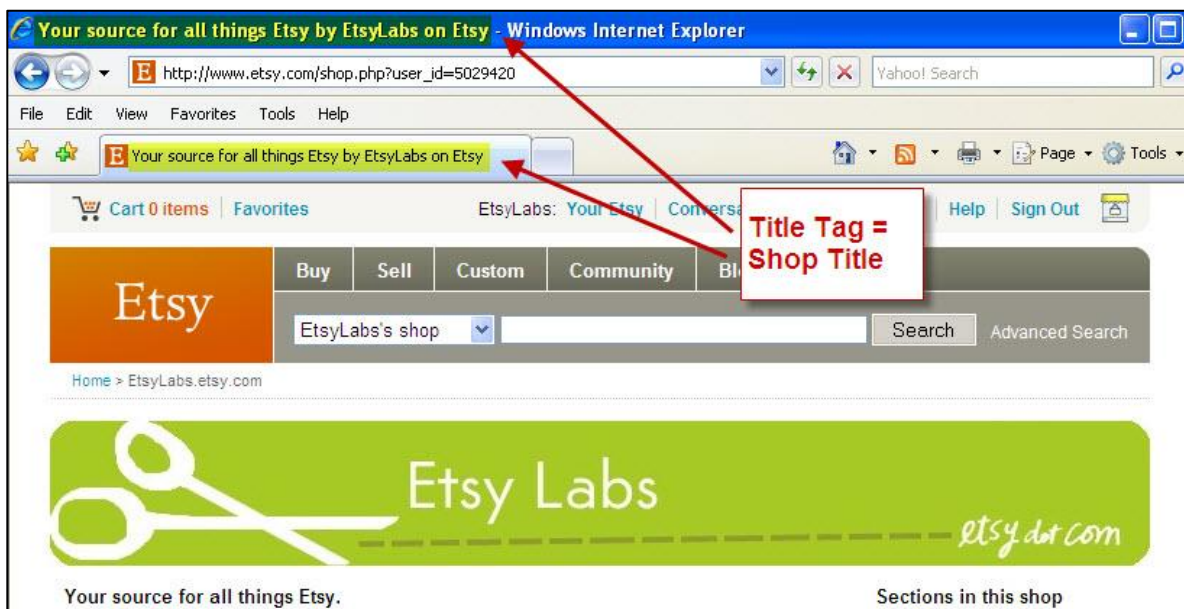 Your source for all things Etsy by EtsyLabs on Etsy - Windows Internet Explorer
E http://www.etsy.com/shop.php?user_id=5029420 Yahoo! Search
File Edit View Favorites Tools Help
E Your source for all things Etsy by EtsyLabs on Etsy Page Tools
Cart 0 items Favorites EtsyLabs: Your Etsy Help Sign Out
Title Tag =
Shop Title
Etsy
Buy Sell Custom Community
EtsyLabs's shop Search Advanced Search
Home > EtsyLabs.etsy.com
Etsy Labs
etsy dot com
Your source for all things Etsy. Sections in this shop